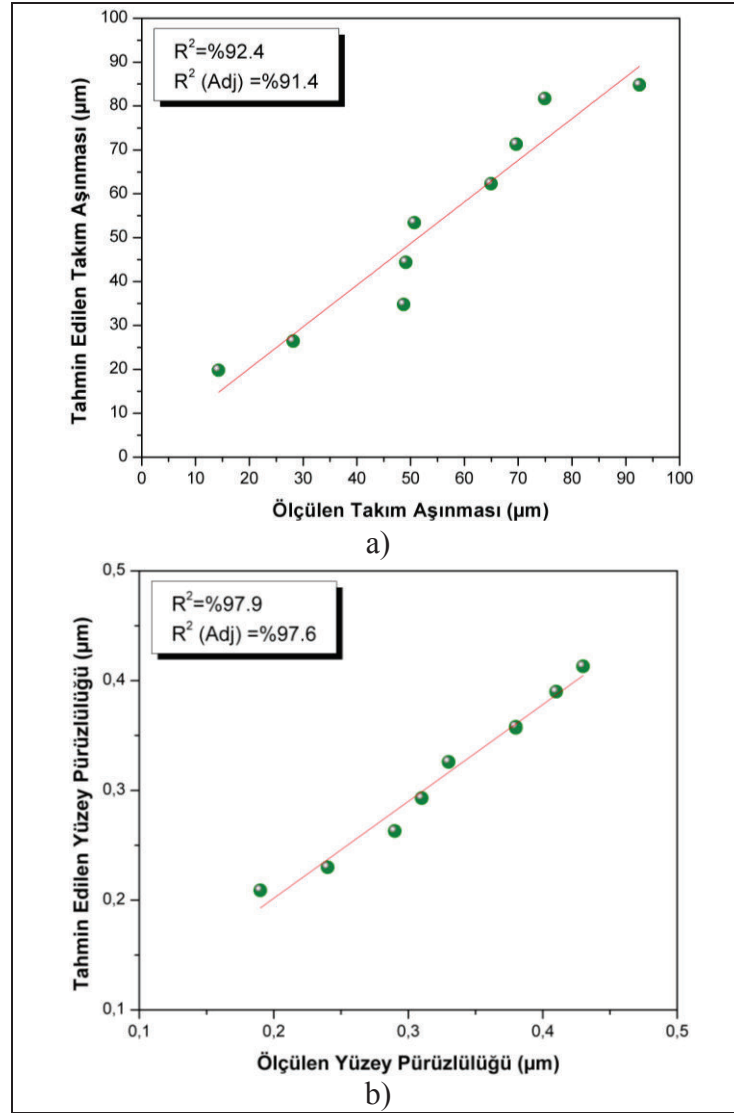 R²=%92.4
R² (Adj) =%91.4
100
90
80
70
60
50
40
30
20
10
0
Tahmin Edilen Takım Aşınması (µm)
0 10 20 30 40 50 60 70 80 90 100
Ölçülen Takım Aşınması (µm)
a)
R²=%97.9
R² (Adj) =%97.6
0,5
0,4
0,3
0,2
0,1
Tahmin Edilen Yüzey Pürüzlülüğü (µm)
0,1 0,2 0,3 0,4 0,5
Ölçülen Yüzey Pürüzlülüğü (µm)
b)